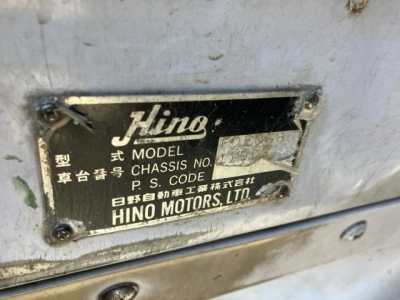 Hino
型式 MODEL
車台番号 CHASSIS NO.
P. S. CODE
日野自動車工業株式会社
HINO MOTORS, LTD.